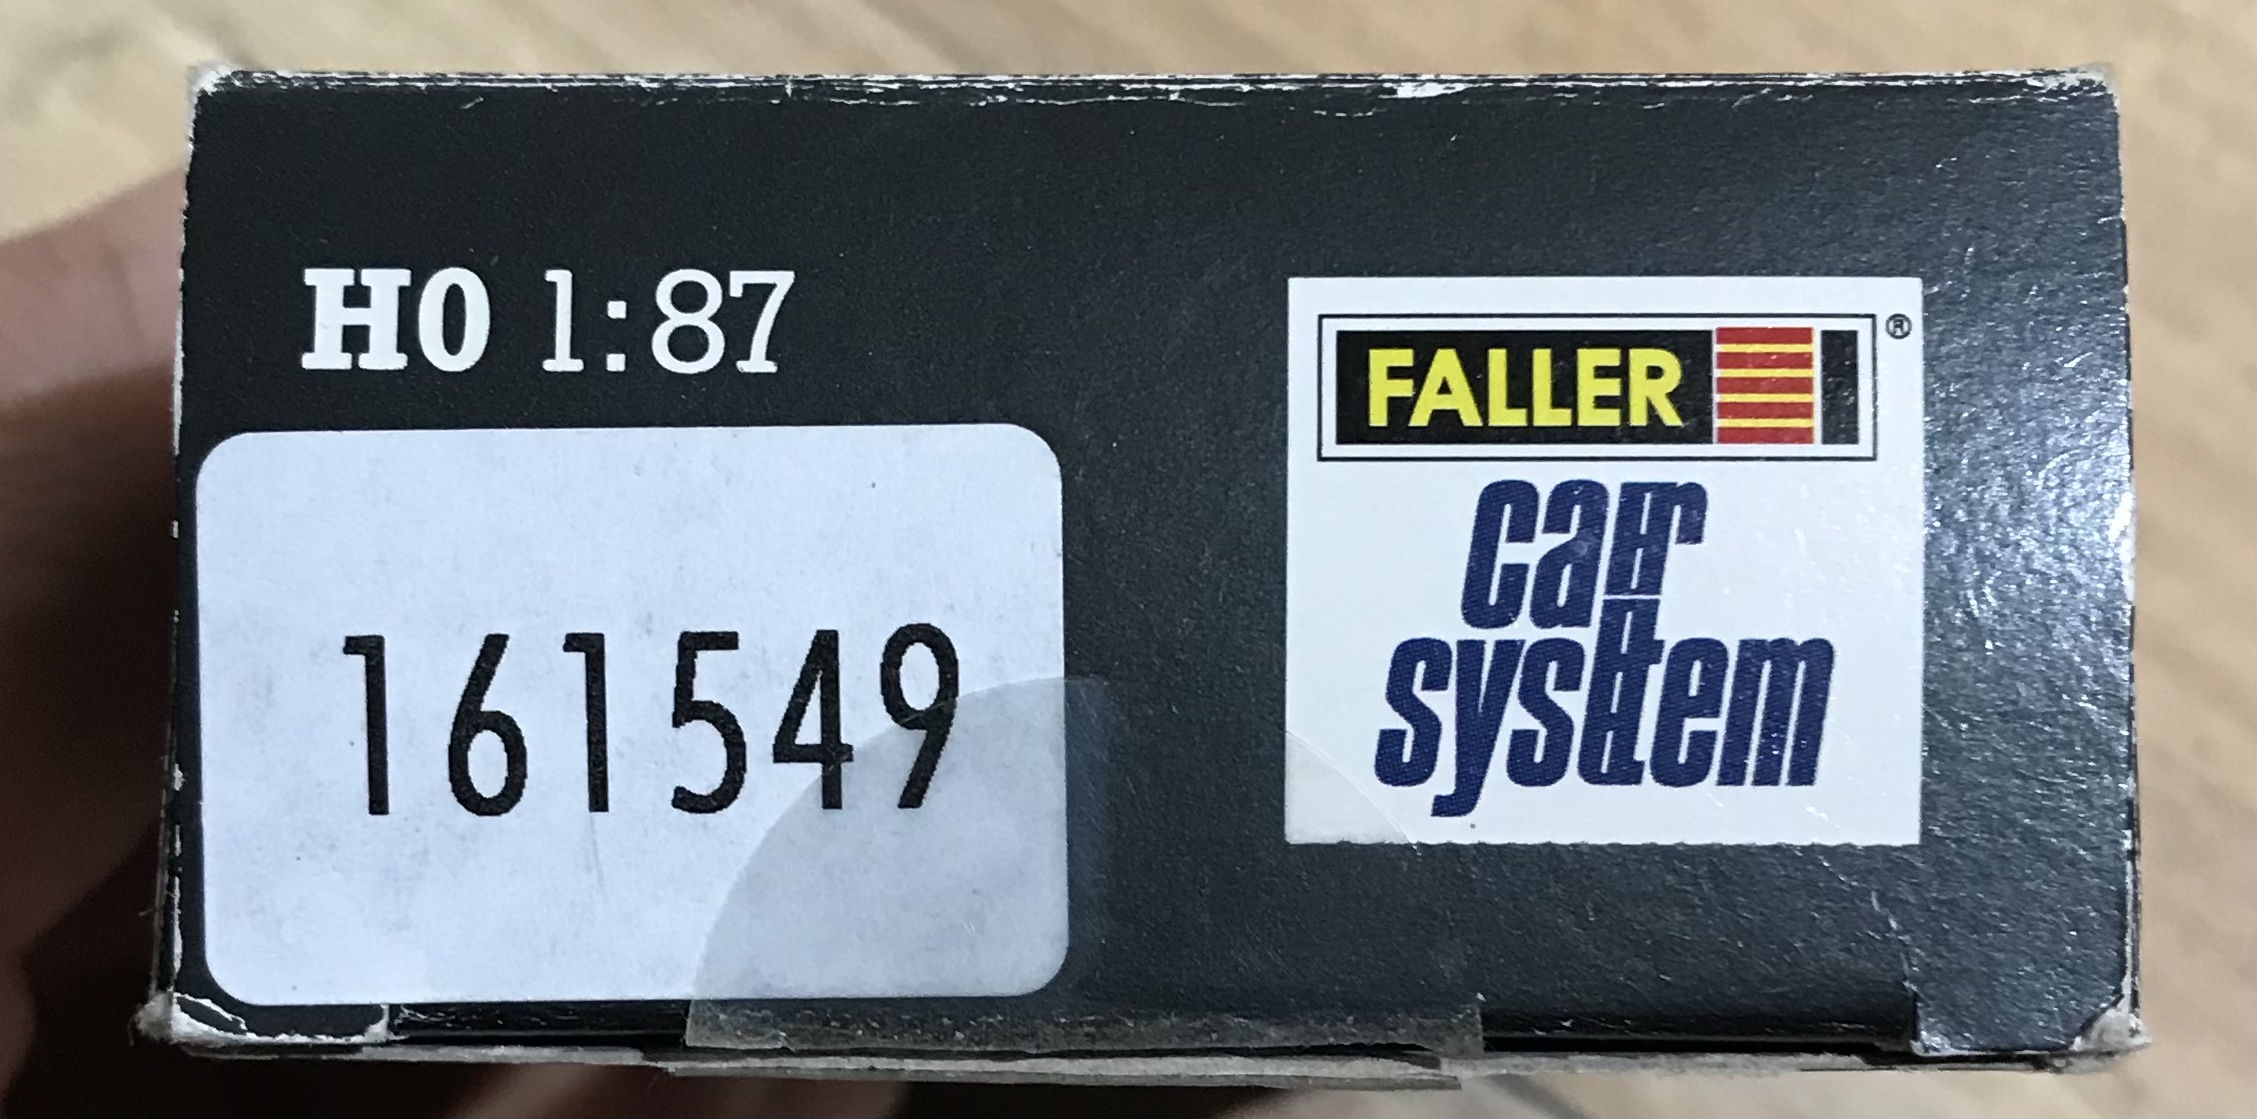 H0 1:87
161549
FALLER ®
car
system